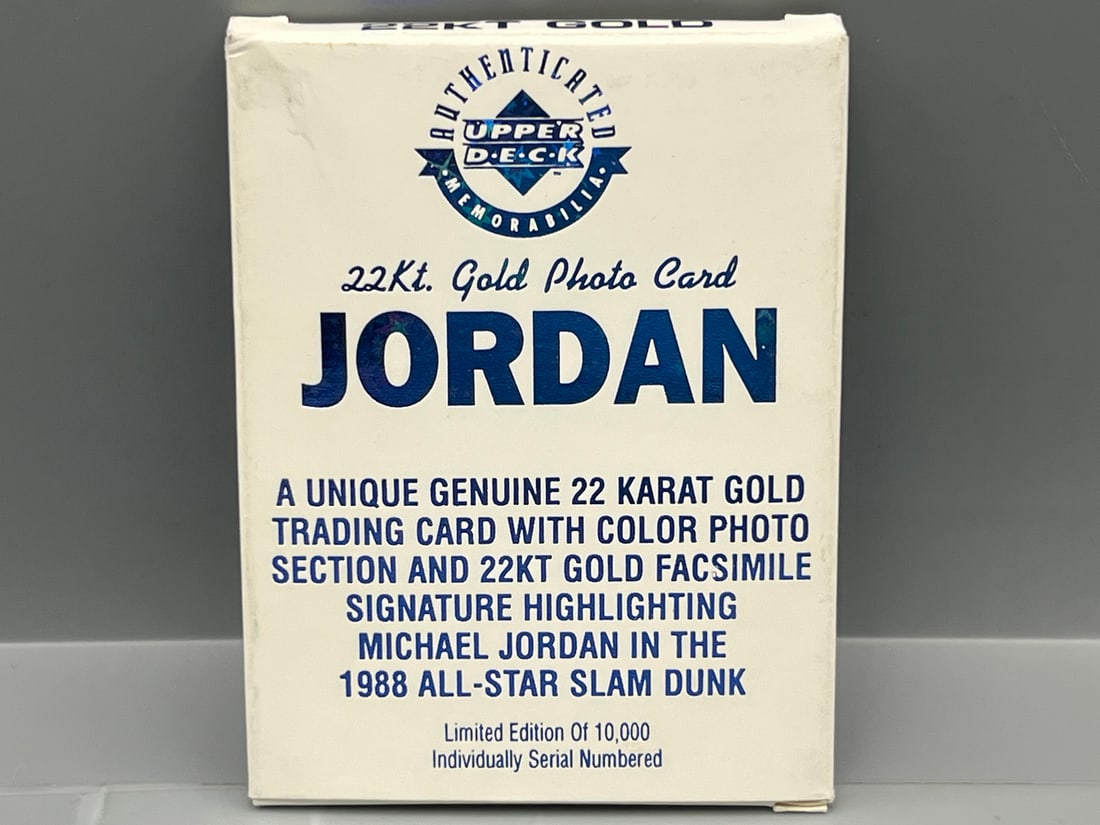 22KT GOLD
AUTHENTICATED
UPPER
D•E•C•K
™
•MEMORABILIA•
22Kt. Gold Photo Card
JORDAN
A UNIQUE GENUINE 22 KARAT GOLD
TRADING CARD WITH COLOR PHOTO
SECTION AND 22KT GOLD FACSIMILE
SIGNATURE HIGHLIGHTING
MICHAEL JORDAN IN THE
1988 ALL-STAR SLAM DUNK
Limited Edition Of 10,000
Individually Serial Numbered